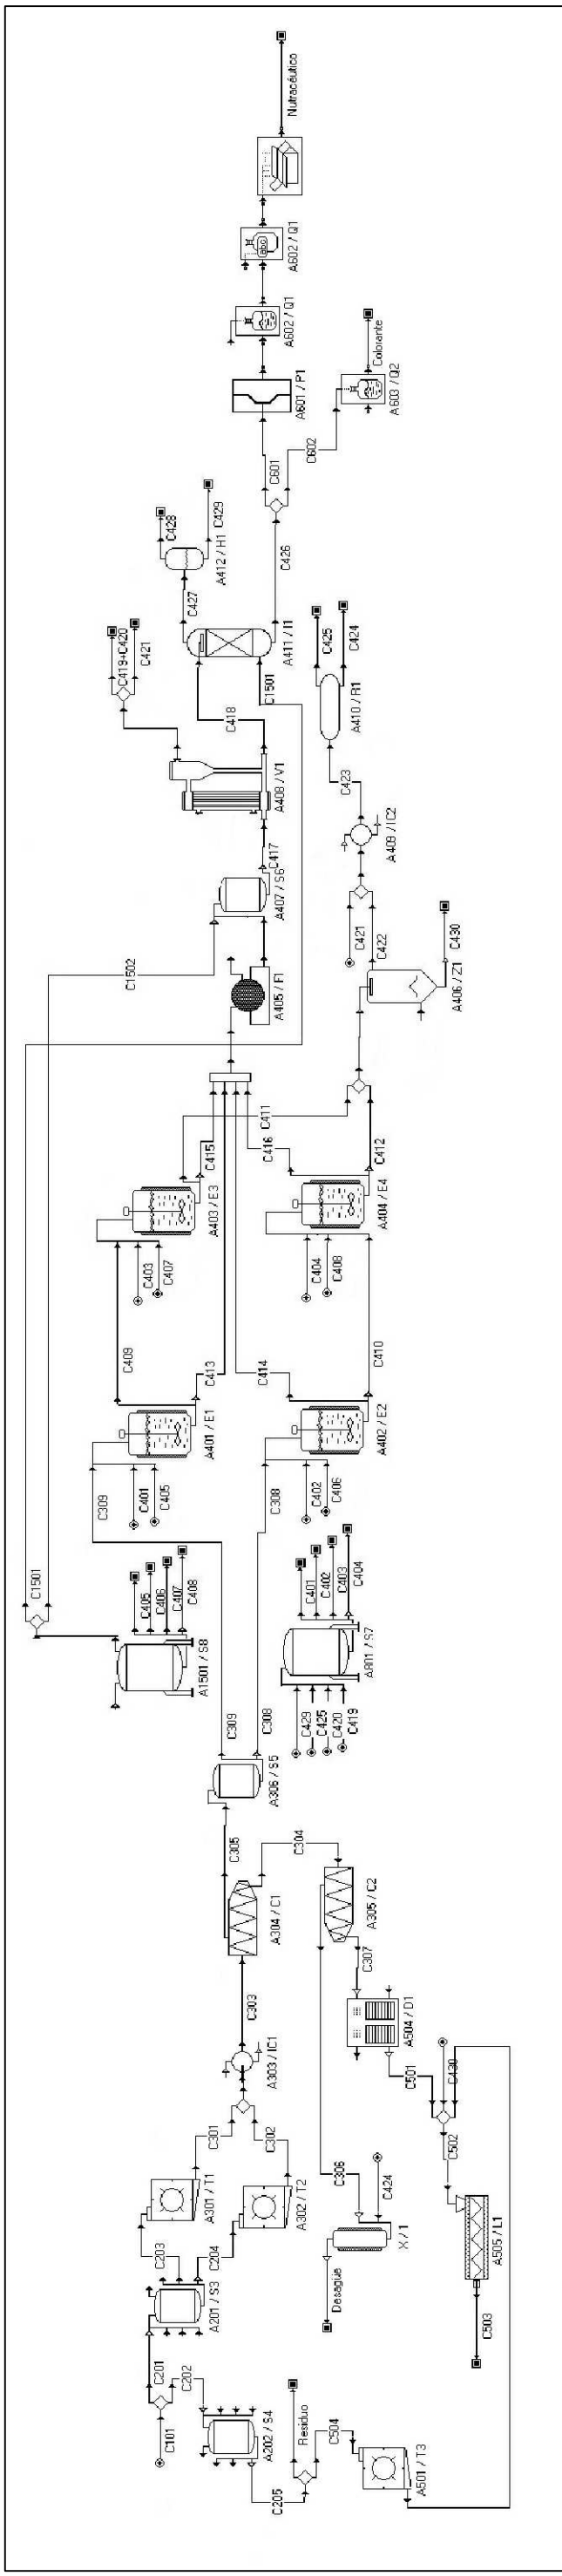 C101
C201
C202
A201 / S3
A202 / S4
C203
C204
C205
Resíduo
C504
A501 / T3
A301 / T1
A302 / T2
C301
C302
A303 / IC1
C303
A304 / C1
C304
C305
A305 / C2
C306
C307
C424
X / 1
Desagüe
A504 / D1
C501
C430
C502
A505 / L1
C503
A306 / S5
C309
C308
A1501 / S8
C405
C406
C407
C408
C1501
A801 / S7
C401
C402
C403
C404
C429
C425
C420
C419
C309
C401
C405
A401 / E1
C308
C402
C406
A402 / E2
C409
C413
C414
C410
C403
C407
A403 / E3
C404
C408
A404 / E4
C415
C411
C416
C412
C1502
A405 / F1
A407 / S6
C417
A406 / Z1
C430
C421
C422
A409 / IC2
C423
A410 / R1
C425
C424
A408 / V1
C419+C420
C421
C418
C1501
A411 / I1
C427
A412 / H1
C428
C429
C426
C601
C602
A601 / P1
A602 / Q1
A602 / Q1
A603 / Q2
Colorante
Nutracéutico